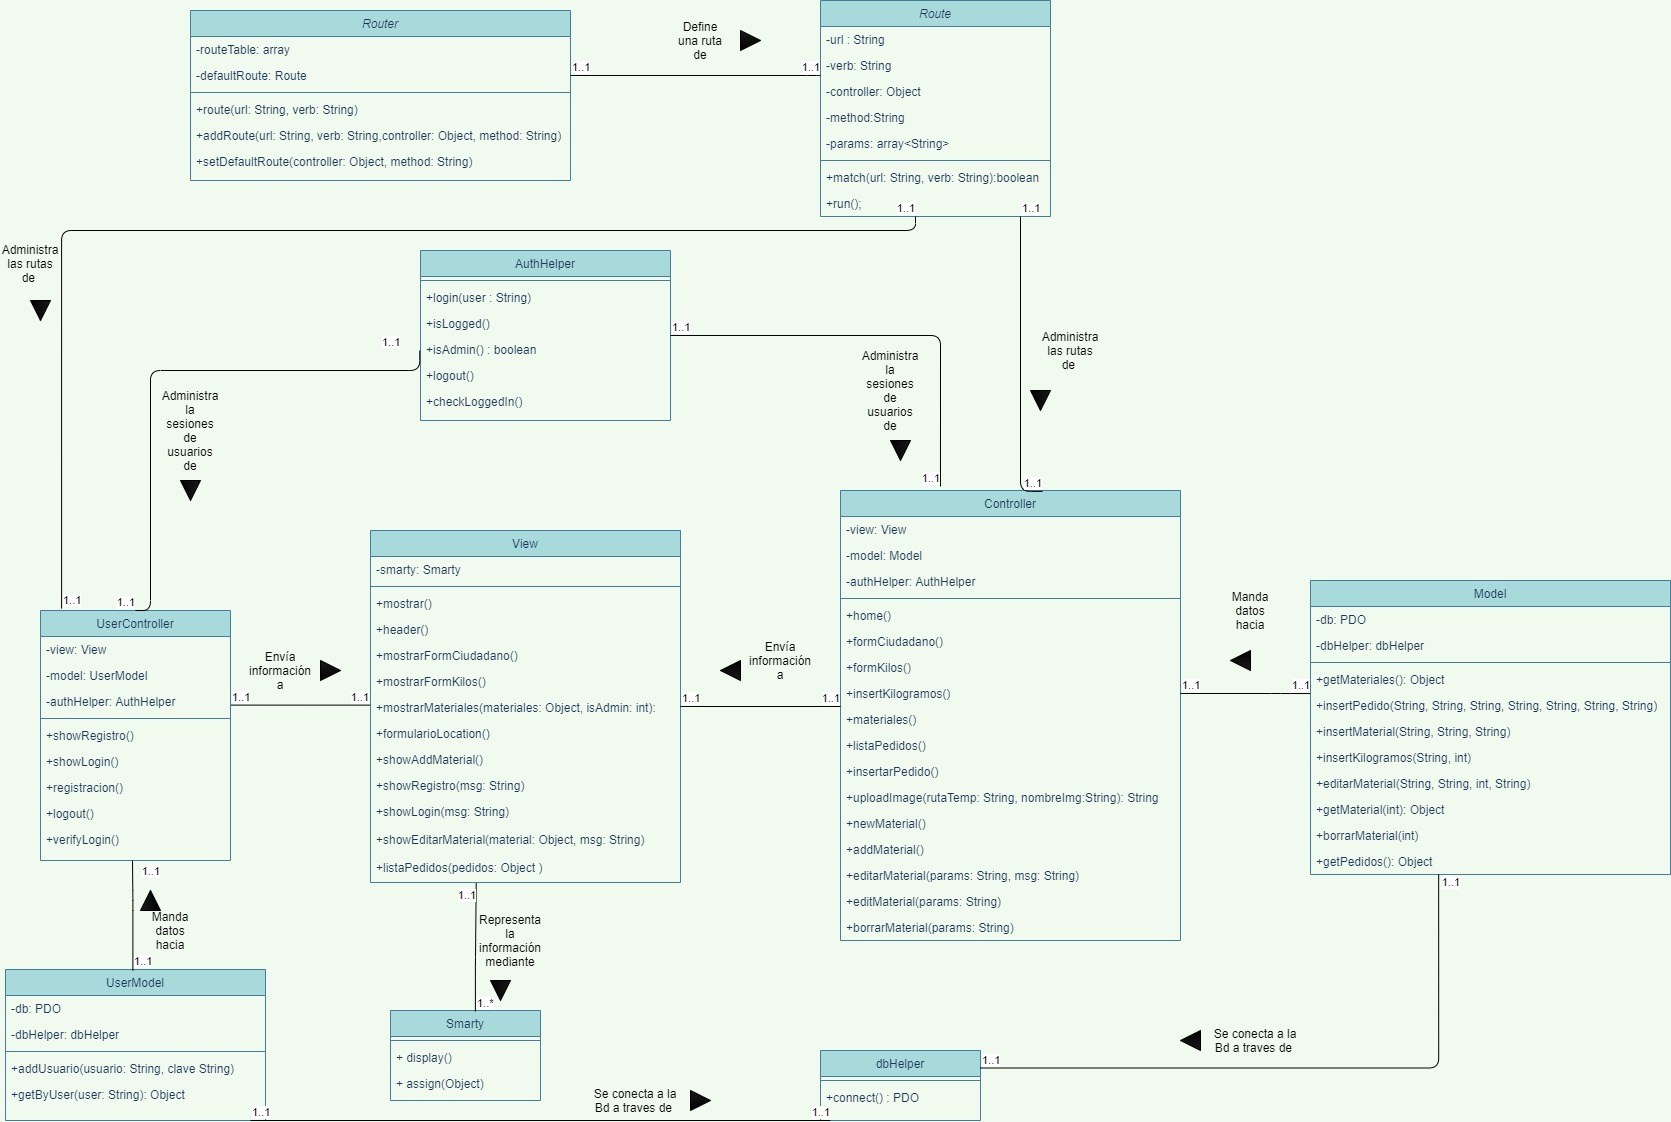 Router
-routeTable: array
-defaultRoute: Route
+route(url: String, verb: String)
+addRoute(url: String, verb: String,controller: Object, method: String)
+setDefaultRoute(controller: Object, method: String)
Define
una ruta
de
1..1
1..1
Route
-url : String
-verb: String
-controller: Object
-method:String
-params: array<String>
+match(url: String, verb: String):boolean
+run();
1..1
1..1
Administra
las rutas
de
AuthHelper
+login(user : String)
+isLogged()
+isAdmin() : boolean
+logout()
+checkLoggedIn()
1..1
1..1
Administra
la
sesiones
de
usuarios
de
Administra
la
sesiones
de
usuarios
de
Administra
las rutas
de
1..1
1..1
1..1
1..1
UserController
-view: View
-model: UserModel
-authHelper: AuthHelper
+showRegistro()
+showLogin()
+registracion()
+logout()
+verifyLogin()
Envía
información
a
1..1
1..1
View
-smarty: Smarty
+mostrar()
+header()
+mostrarFormCiudadano()
+mostrarFormKilos()
+mostrarMateriales(materiales: Object, isAdmin: int):
+formularioLocation()
+showAddMaterial()
+showRegistro(msg: String)
+showLogin(msg: String)
+showEditarMaterial(material: Object, msg: String)
+listaPedidos(pedidos: Object )
Envía
información
a
1..1
1..1
Controller
-view: View
-model: Model
-authHelper: AuthHelper
+home()
+formCiudadano()
+formKilos()
+insertKilogramos()
+materiales()
+listaPedidos()
+insertarPedido()
+uploadImage(rutaTemp: String, nombreImg:String): String
+newMaterial()
+addMaterial()
+editarMaterial(params: String, msg: String)
+editMaterial(params: String)
+borrarMaterial(params: String)
Manda
datos
hacia
1..1
1..1
Model
-db: PDO
-dbHelper: dbHelper
+getMateriales(): Object
+insertPedido(String, String, String, String, String, String, String)
+insertMaterial(String, String, String)
+insertKilogramos(String, int)
+editarMaterial(String, String, int, String)
+getMaterial(int): Object
+borrarMaterial(int)
+getPedidos(): Object
1..1
1..1
Manda
datos
hacia
1..1
UserModel
-db: PDO
-dbHelper: dbHelper
+addUsuario(usuario: String, clave String)
+getByUser(user: String): Object
1..1
1..1
Representa
la
información
mediante
1..*
Smarty
+ display()
+ assign(Object)
Se conecta a la
Bd a traves de
1..1
Se conecta a la
Bd a traves de
1..1
dbHelper
+connect() : PDO